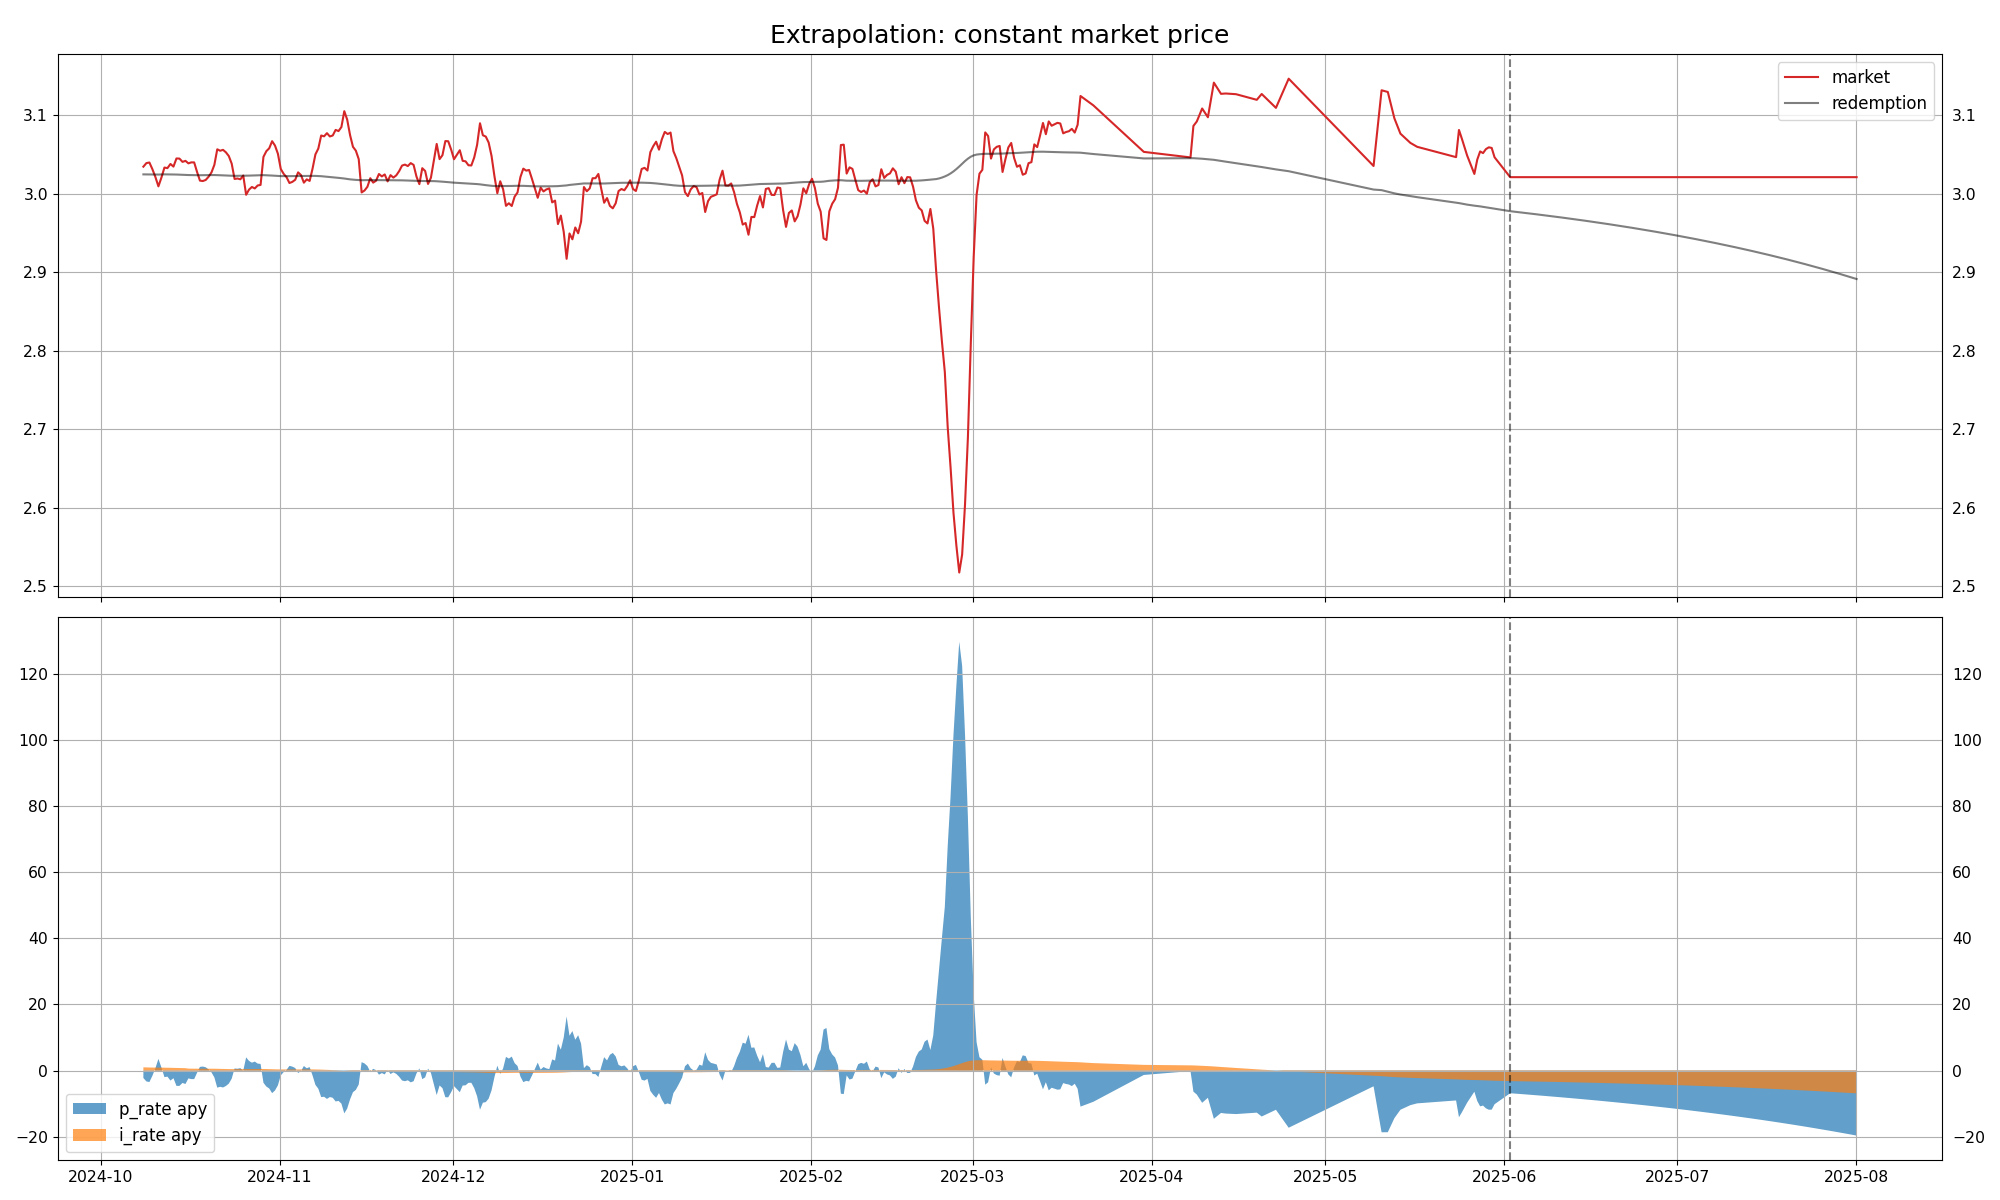 Extrapolation: constant market price
market
redemption
3.1 3.1
3.0 3.0
2.9 2.9
2.8 2.8
2.7 2.7
2.6 2.6
2.5 2.5
120 120
100 100
80 80
60 60
40 40
20 20
0 0
−20 −20
p_rate apy
i_rate apy
2024-10 2024-11 2024-12 2025-01 2025-02 2025-03 2025-04 2025-05 2025-06 2025-07 2025-08